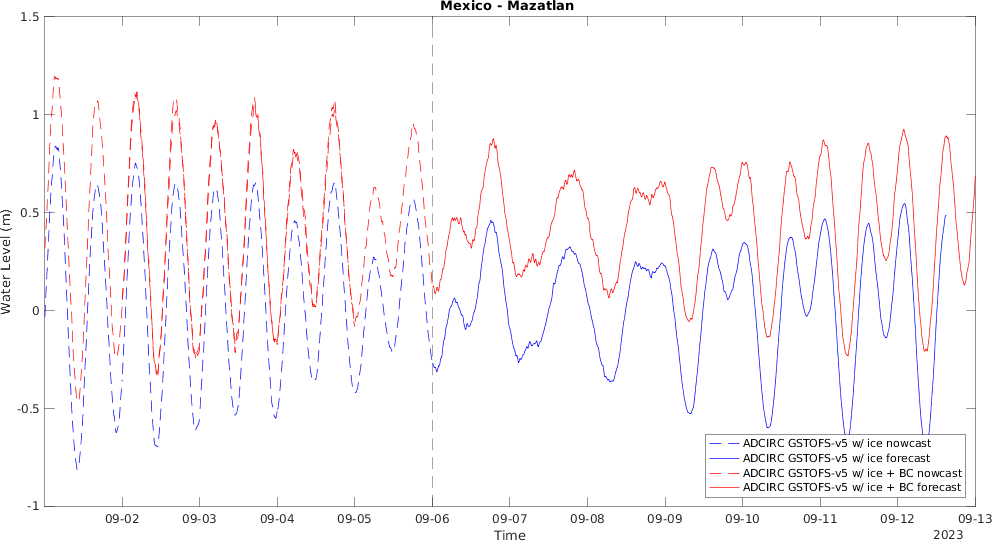 Mexico - Mazatlan
1.5
1
0.5
0
-0.5
-1
Water Level (m)
09-02 09-03 09-04 09-05 09-06 09-07 09-08 09-09 09-10 09-11 09-12 09-13
Time
2023
ADCIRC GSTOFS-v5 w/ ice nowcast
ADCIRC GSTOFS-v5 w/ ice forecast
ADCIRC GSTOFS-v5 w/ ice + BC nowcast
ADCIRC GSTOFS-v5 w/ ice + BC forecast